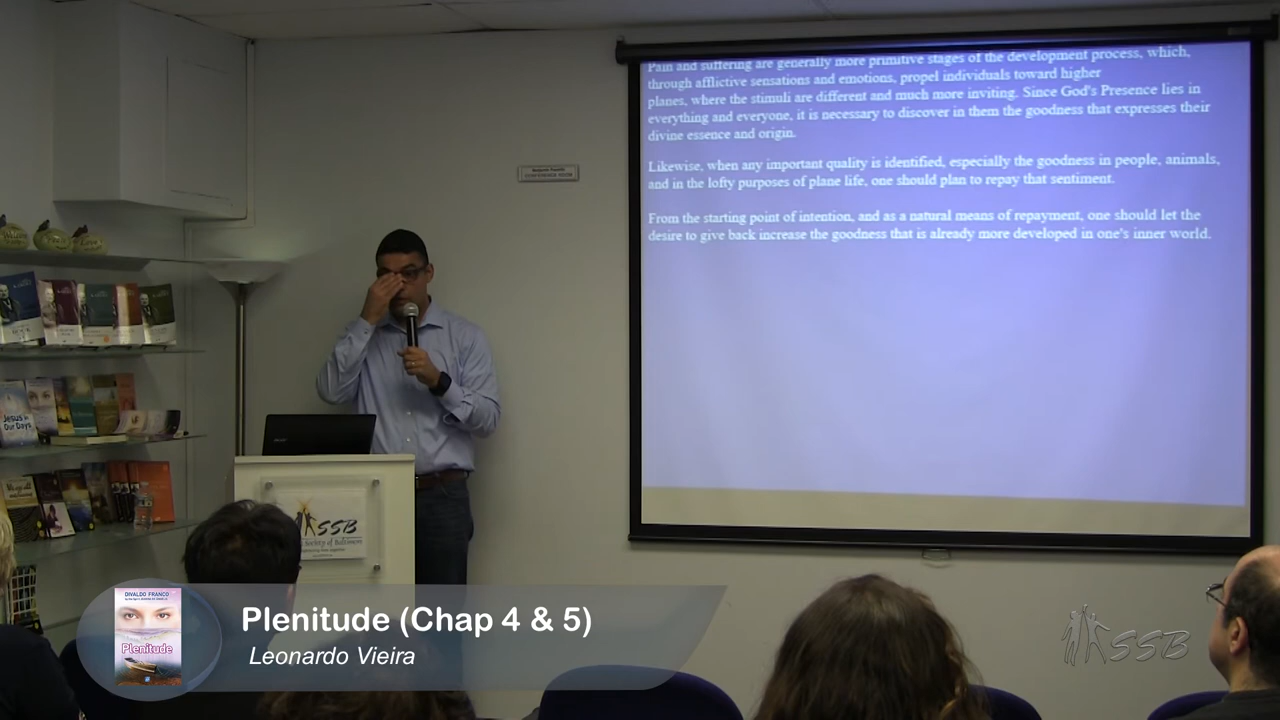 Pain and suffering are generally more primitive stages of the development process, which,
through afflictive sensations and emotions, propel individuals toward higher
planes, where the stimuli are different and much more inviting. Since God's Presence lies in
everything and everyone, it is necessary to discover in them the goodness that expresses their
divine essence and origin.
Likewise, when any important quality is identified, especially the goodness in people, animals,
and in the lofty purposes of plane life, one should plan to repay that sentiment.
From the starting point of intention, and as a natural means of repayment, one should let the
desire to give back increase the goodness that is already more developed in one's inner world.
CONFERENCE ROOM
Jesus in
Our Days
SSB
Society of Baltimore
DIVALDO FRANCO
Plenitude
Plenitude (Chap 4 & 5)
Leonardo Vieira
SSB